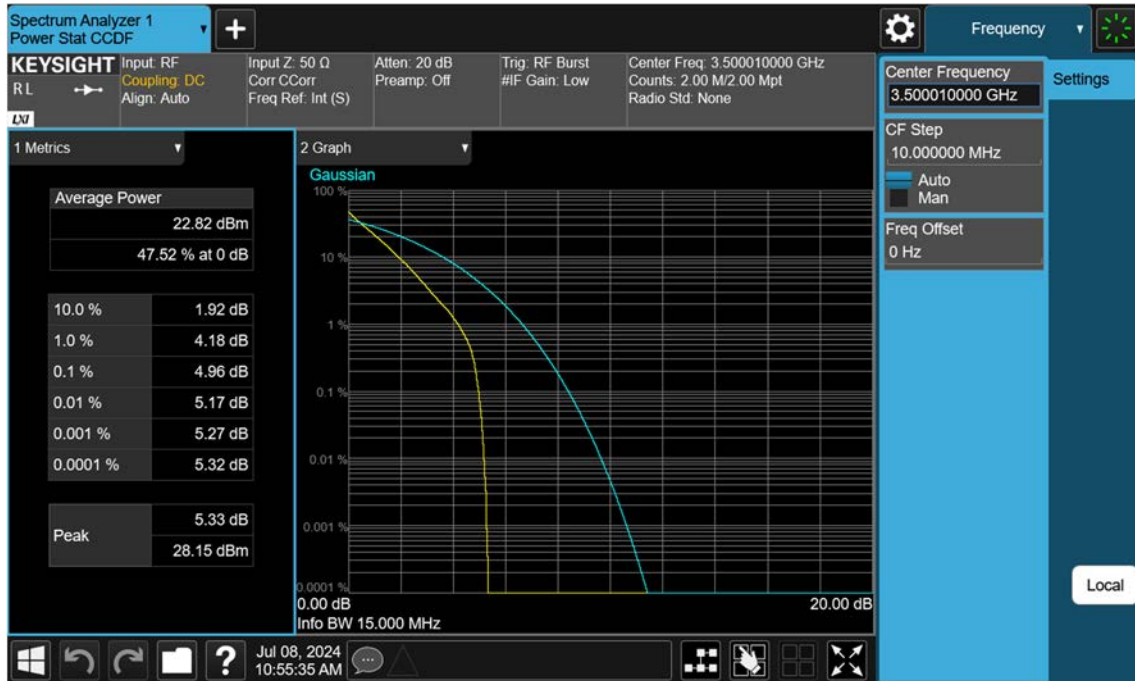 Spectrum Analyzer 1
Power Stat CCDF
+
Frequency
KEYSIGHT
RL
LXI
Input: RF
Coupling: DC
Align: Auto
Input Z: 50 Ω
Corr CCorr
Freq Ref: Int (S)
Atten: 20 dB
Preamp: Off
Trig: RF Burst
#IF Gain: Low
Center Freq: 3.500010000 GHz
Counts: 2.00 M/2.00 Mpt
Radio Std: None
Center Frequency
3.500010000 GHz
Settings
CF Step
10.000000 MHz
Auto
Man
Freq Offset
0 Hz
1 Metrics
Average Power
22.82 dBm
47.52 % at 0 dB
10.0 % 1.92 dB
1.0 % 4.18 dB
0.1 % 4.96 dB
0.01 % 5.17 dB
0.001 % 5.27 dB
0.0001 % 5.32 dB
Peak
5.33 dB
28.15 dBm
2 Graph
Gaussian
100 %
10 %
1 %
0.1 %
0.01 %
0.001 %
0.0001 %
0.00 dB 20.00 dB
Info BW 15.000 MHz
Local
?
Jul 08, 2024
10:55:35 AM